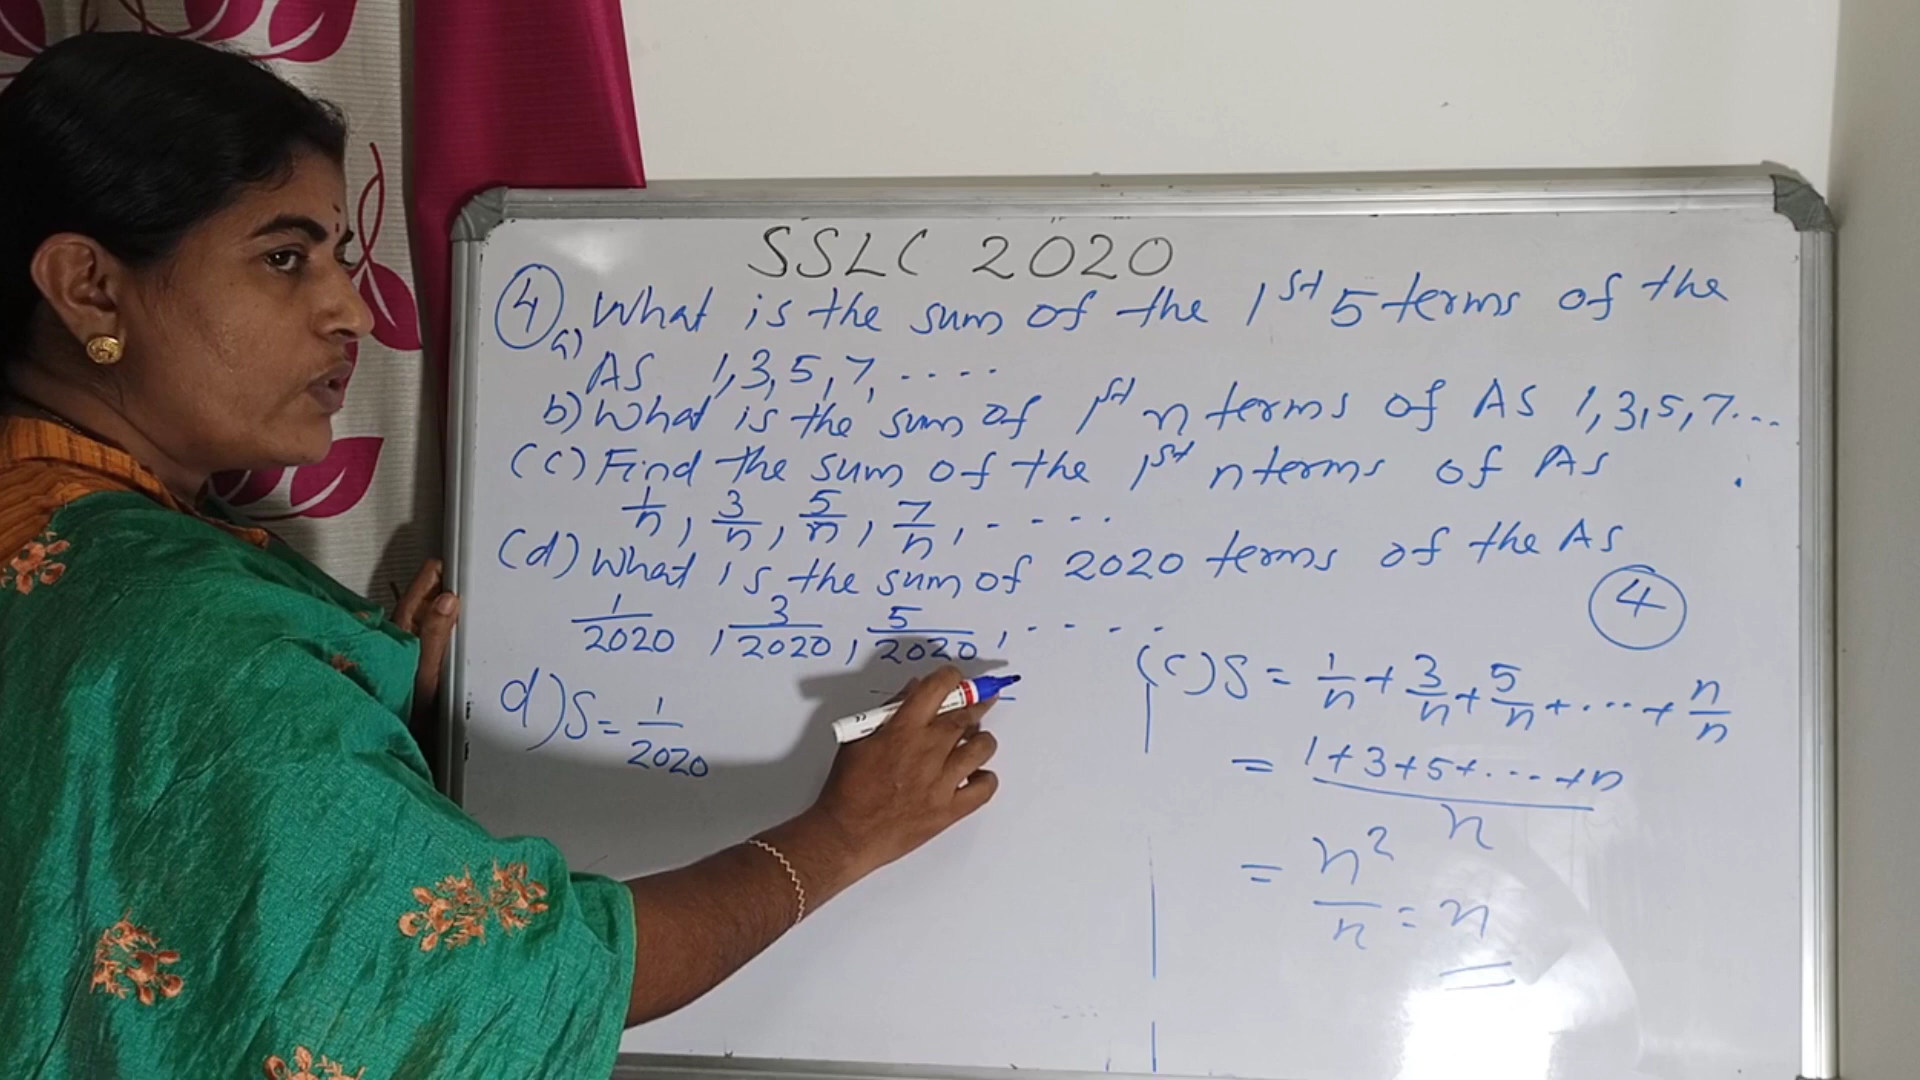 SSLC 2020
(4) What is the sum of the 1st 5 terms of the
a) AS 1, 3, 5, 7, ....
b) What is the sum of 1st n terms of AS 1, 3, 5, 7...
(c) Find the sum of the 1st n terms of AS
1/n, 3/n, 5/n, 7/n, .....
(d) What is the sum of 2020 terms of the AS
(4)
1/2020, 3/2020, 5/2020, .....
d) S = 1/2020
(c) S = 1/n + 3/n + 5/n + .... + n/n
= 1+3+5+....+n / n
= n²/n = n